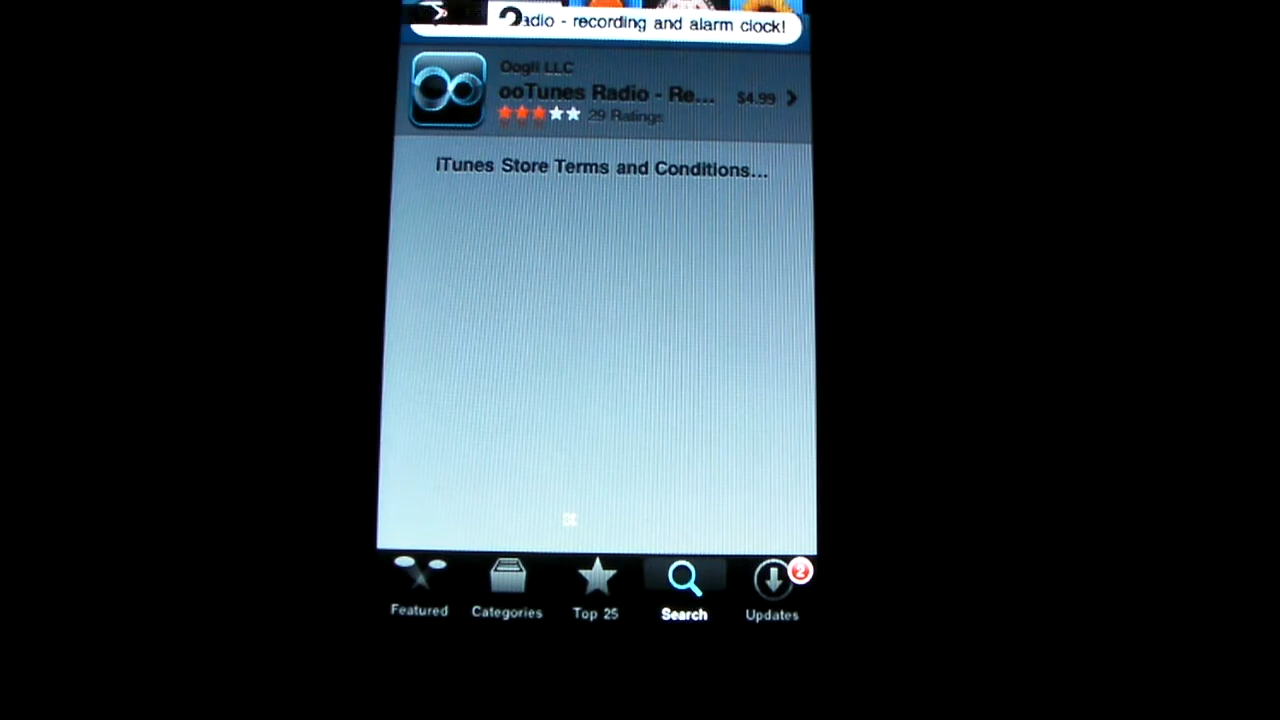 adio - recording and alarm clock!
Oogli LLC
ooTunes Radio - Re... $4.99
29 Ratings
iTunes Store Terms and Conditions...
Featured Categories Top 25 Search Updates
2